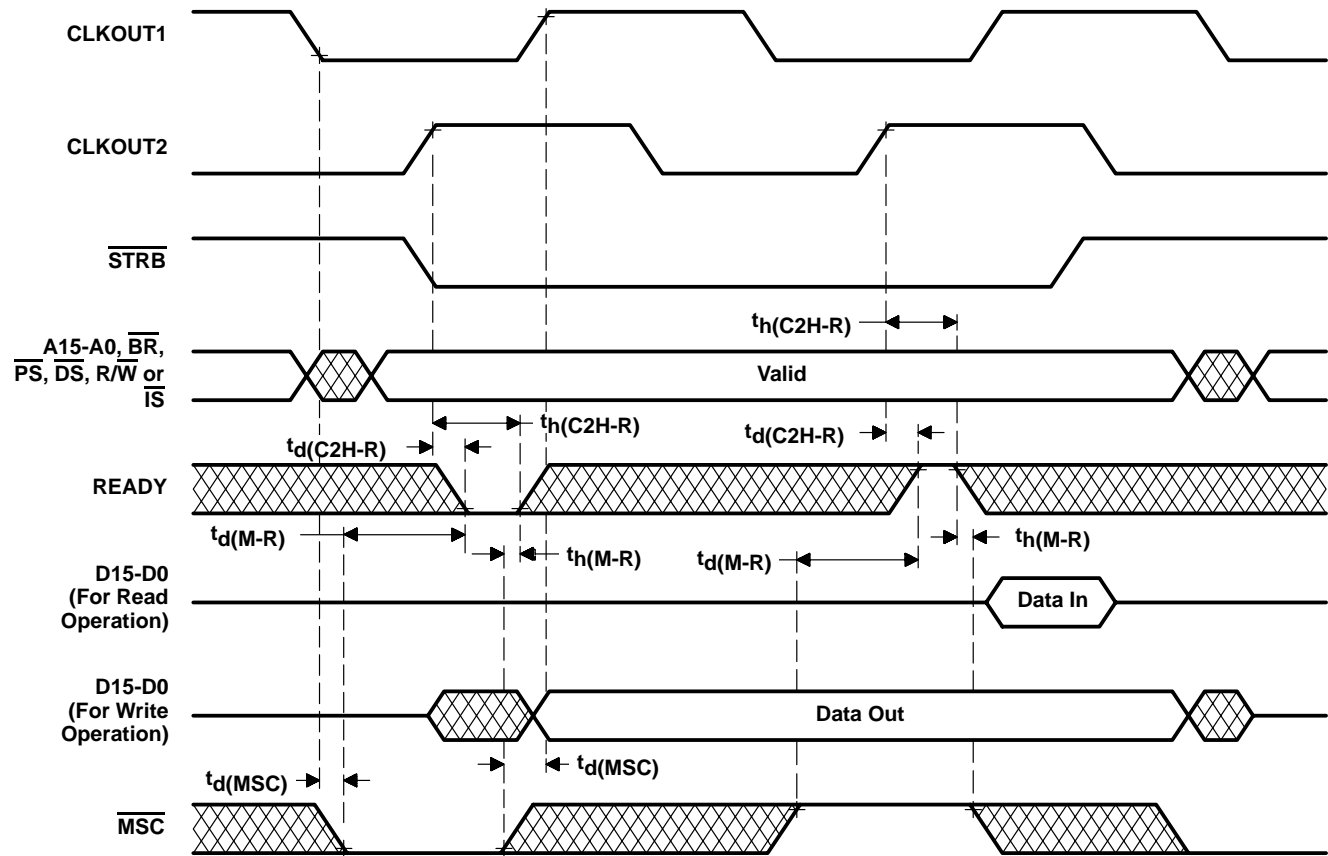 CLKOUT1
CLKOUT2
STRB
th(C2H-R)
A15-A0, BR,
PS, DS, R/W or
IS
Valid
th(C2H-R)
td(C2H-R)
td(C2H-R)
READY
td(M-R)
th(M-R)
td(M-R)
th(M-R)
D15-D0
(For Read
Operation)
Data In
D15-D0
(For Write
Operation)
Data Out
td(MSC)
td(MSC)
MSC